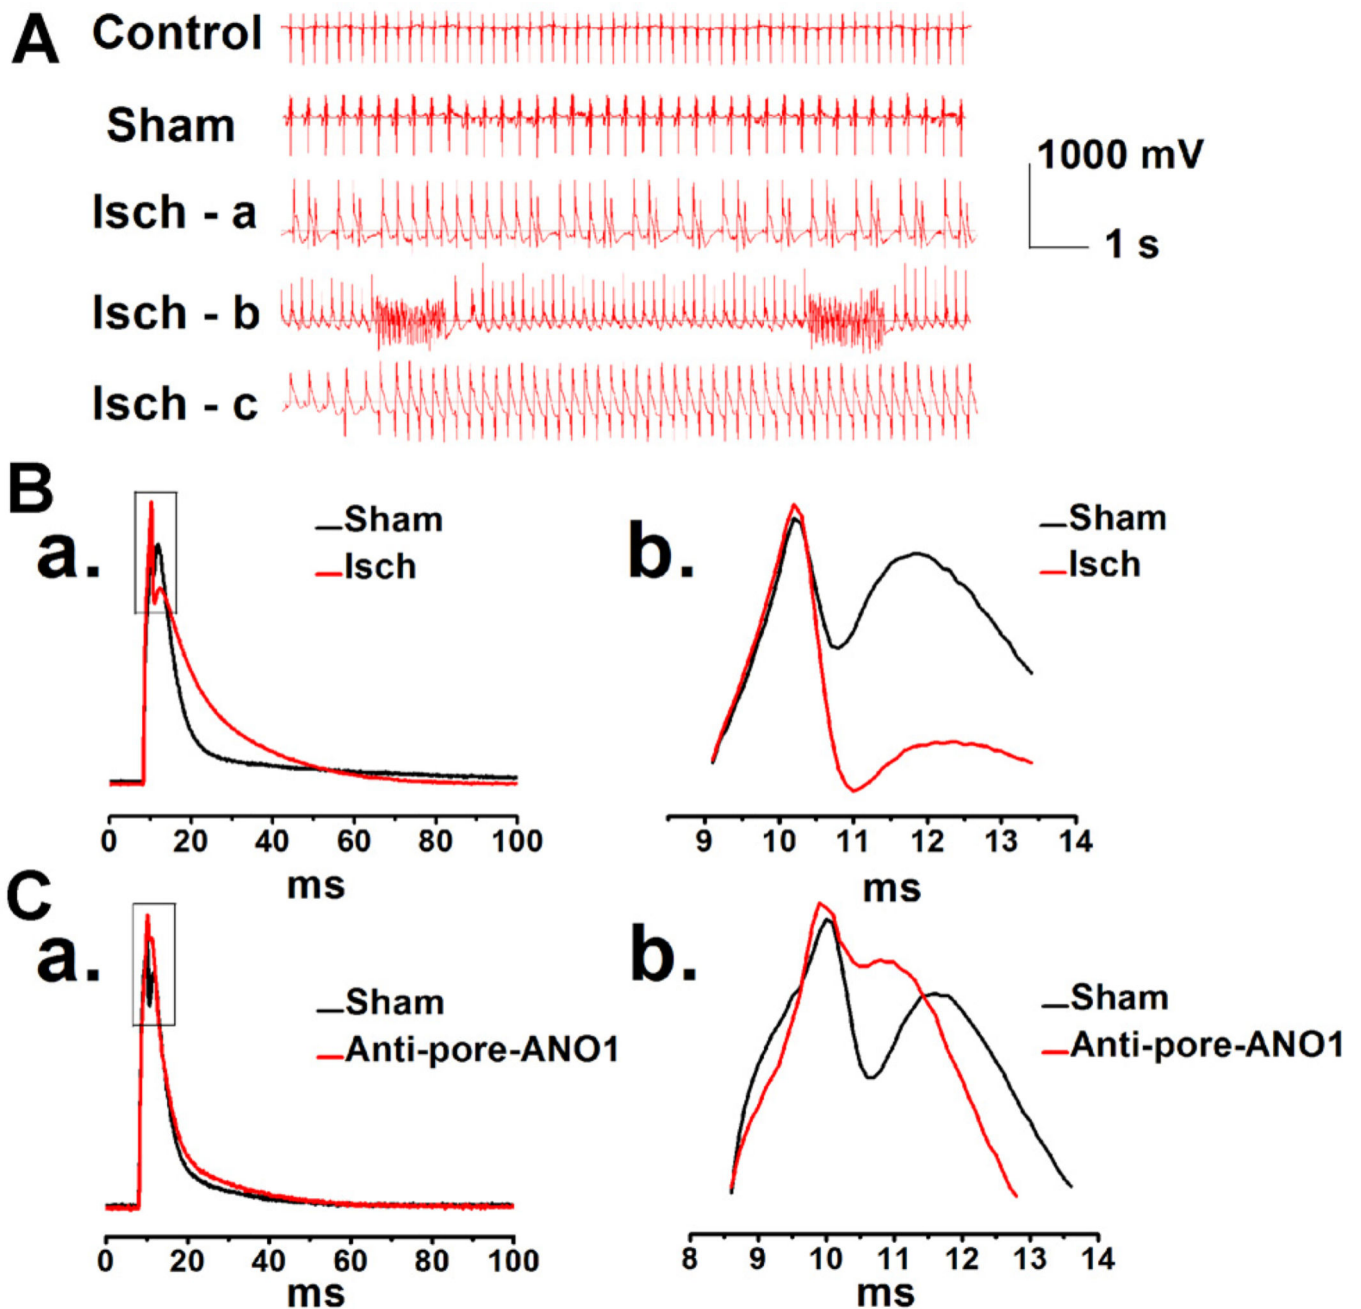 A
Control
Sham
Isch - a
Isch - b
Isch - c
1000 mV
1 s
B
a.
Sham
Isch
0 20 40 60 80 100
ms
b.
Sham
Isch
9 10 11 12 13 14
ms
C
a.
Sham
Anti-pore-ANO1
0 20 40 60 80 100
ms
b.
Sham
Anti-pore-ANO1
8 9 10 11 12 13 14
ms